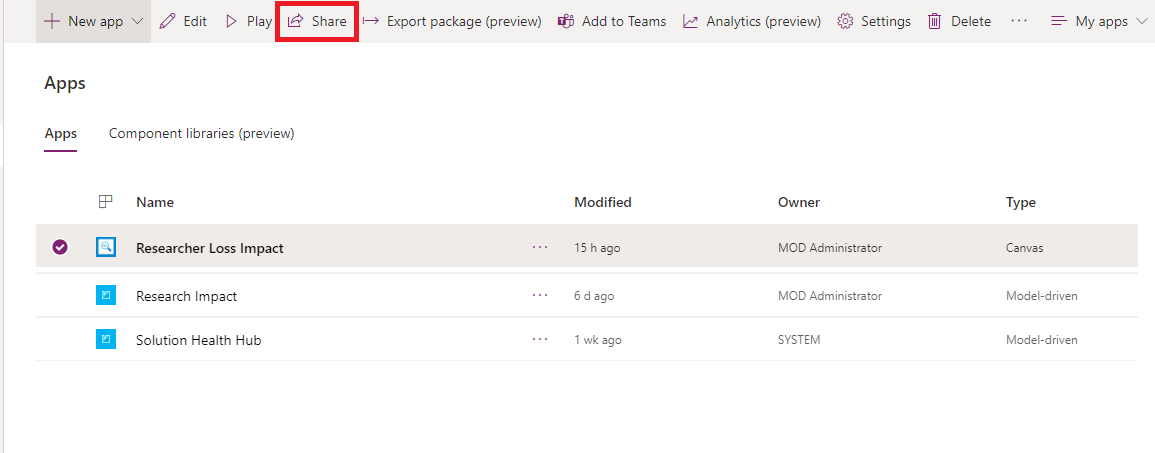 New app Edit Play Share Export package (preview) Add to Teams Analytics (preview) Settings Delete ... My apps
Apps
Apps Component libraries (preview)
Name Modified Owner Type
Researcher Loss Impact ... 15 h ago MOD Administrator Canvas
Research Impact ... 6 d ago MOD Administrator Model-driven
Solution Health Hub ... 1 wk ago SYSTEM Model-driven